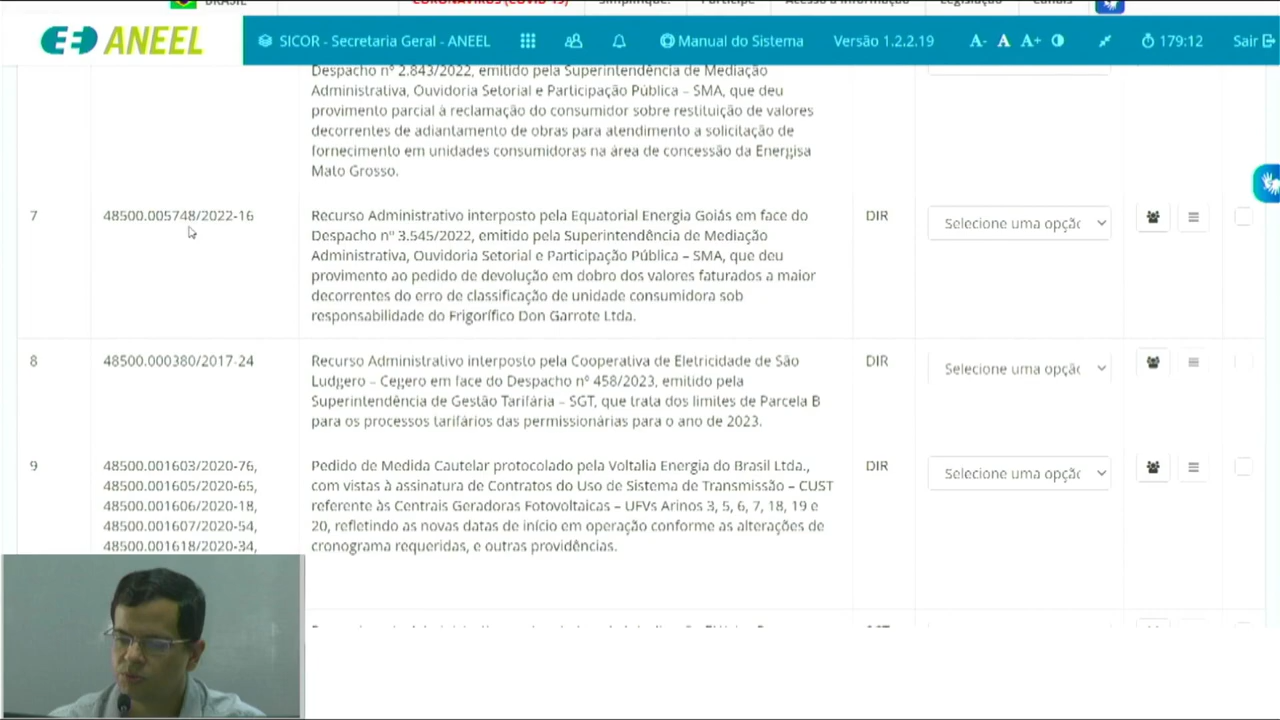 BRASIL
CORONAVÍRUS (COVID-19)
Simplifique!
Participe
Acesso à informação
Legislação
Canais
ANEEL
SICOR - Secretaria Geral - ANEEL
Manual do Sistema
Versão 1.2.2.19
A- A A+
179:12
Sair
Despacho nº 2.843/2022, emitido pela Superintendência de Mediação
Administrativa, Ouvidoria Setorial e Participação Pública – SMA, que deu
provimento parcial à reclamação do consumidor sobre restituição de valores
decorrentes de adiantamento de obras para atendimento a solicitação de
fornecimento em unidades consumidoras na área de concessão da Energisa
Mato Grosso.
7
48500.005748/2022-16
Recurso Administrativo interposto pela Equatorial Energia Goiás em face do
Despacho nº 3.545/2022, emitido pela Superintendência de Mediação
Administrativa, Ouvidoria Setorial e Participação Pública – SMA, que deu
provimento ao pedido de devolução em dobro dos valores faturados a maior
decorrentes do erro de classificação de unidade consumidora sob
responsabilidade do Frigorífico Don Garrote Ltda.
DIR
Selecione uma opçã
8
48500.000380/2017-24
Recurso Administrativo interposto pela Cooperativa de Eletricidade de São
Ludgero – Cegero em face do Despacho nº 458/2023, emitido pela
Superintendência de Gestão Tarifária – SGT, que trata dos limites de Parcela B
para os processos tarifários das permissionárias para o ano de 2023.
DIR
Selecione uma opçã
9
48500.001603/2020-76,
48500.001605/2020-65,
48500.001606/2020-18,
48500.001607/2020-54,
48500.001618/2020-34,
Pedido de Medida Cautelar protocolado pela Voltalia Energia do Brasil Ltda.,
com vistas à assinatura de Contratos do Uso de Sistema de Transmissão – CUST
referente às Centrais Geradoras Fotovoltaicas – UFVs Arinos 3, 5, 6, 7, 18, 19 e
20, refletindo as novas datas de início em operação conforme as alterações de
cronograma requeridas, e outras providências.
DIR
Selecione uma opçã